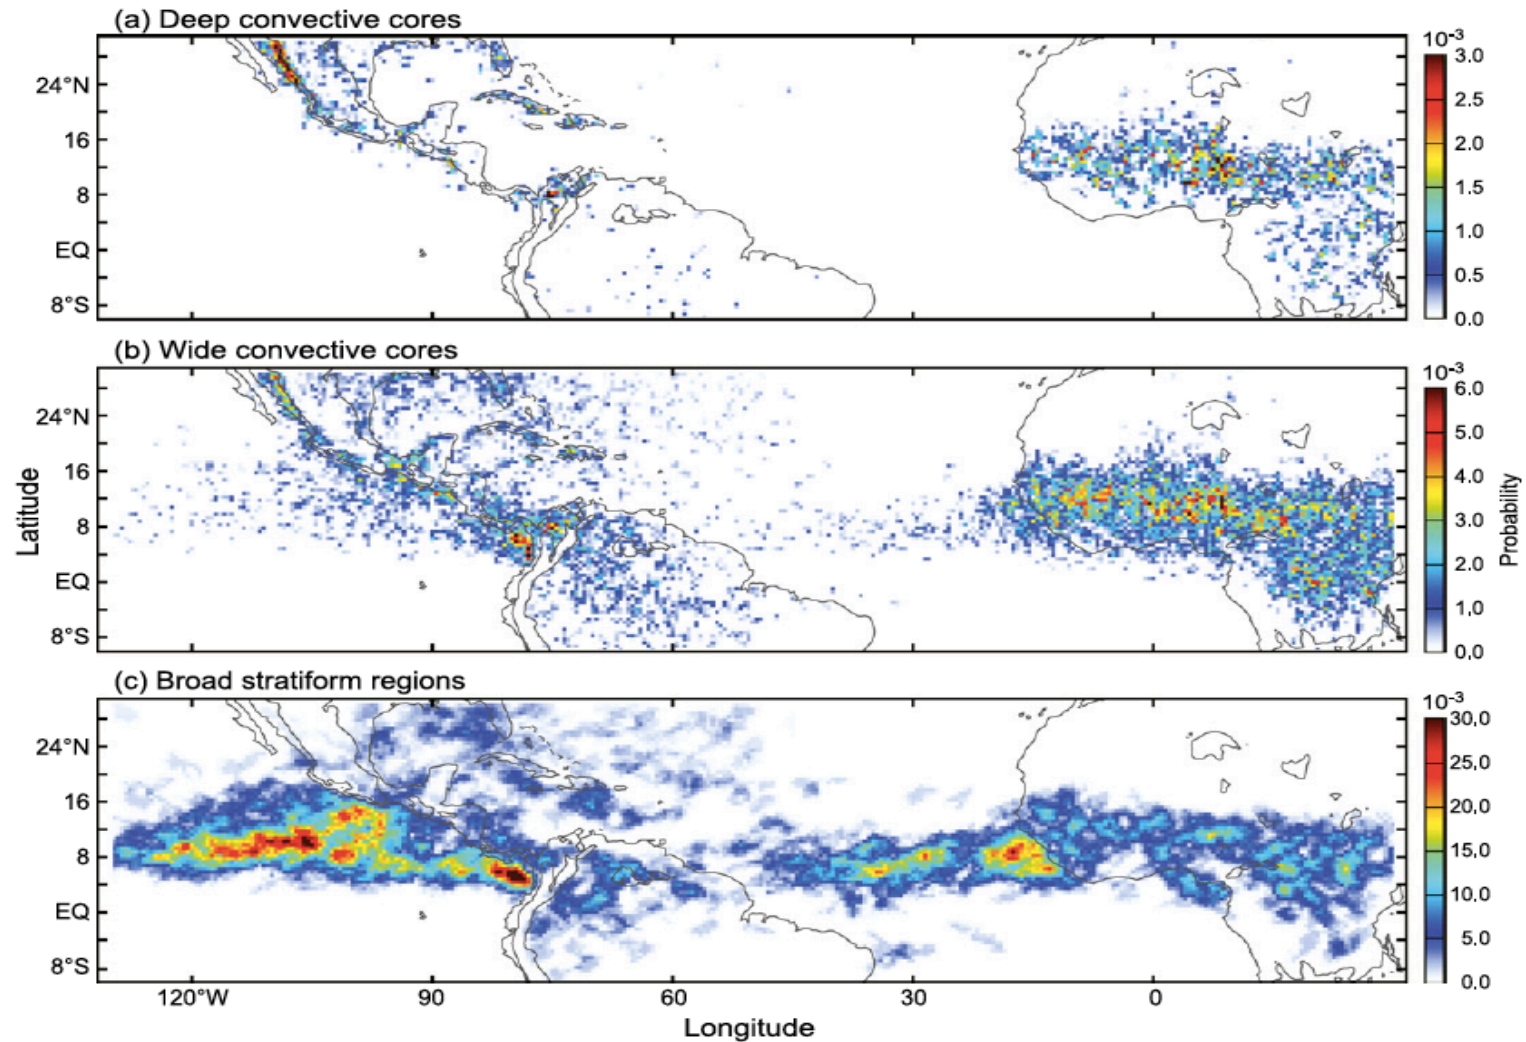 (a) Deep convective cores
10-3
3.0
24°N
2.5
16
2.0
8
1.5
EQ
1.0
0.5
8°S
0.0
(b) Wide convective cores
10-3
6.0
24°N
5.0
16
4.0
8
3.0
EQ
2.0
1,0
8°S
0,0
Latitude
Probability
(c) Broad stratiform regions
10-3
30.0
24°N
25.0
16
20.0
8
15.0
EQ
10.0
5.0
8°S
0.0
120°W 90 60 30 0
Longitude